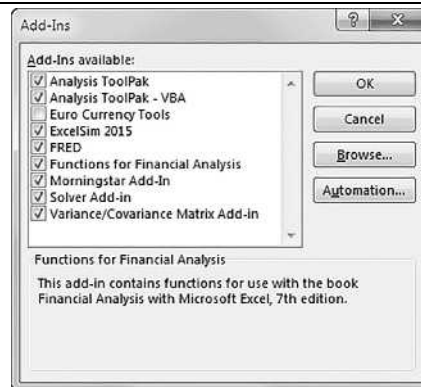 Add-Ins
Add-Ins available:
Analysis ToolPak
Analysis ToolPak - VBA
Euro Currency Tools
ExcelSim 2015
FRED
Functions for Financial Analysis
Morningstar Add-In
Solver Add-in
Variance/Covariance Matrix Add-in
OK
Cancel
Browse...
Automation...
Functions for Financial Analysis
This add-in contains functions for use with the book
Financial Analysis with Microsoft Excel, 7th edition.